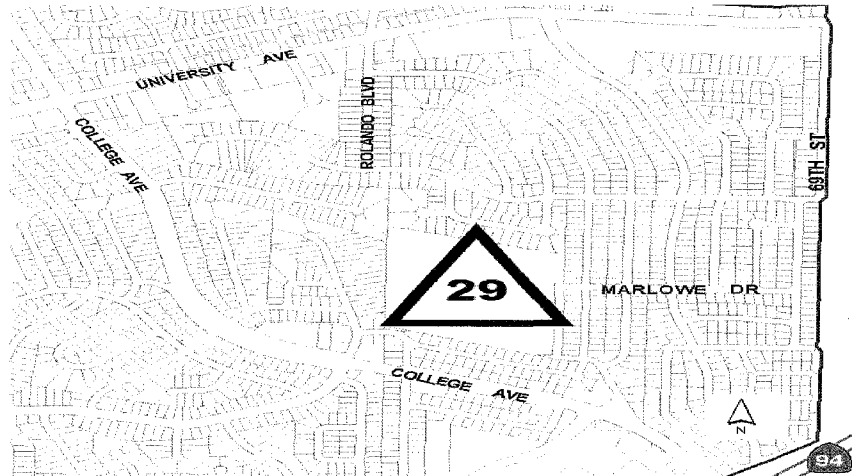 UNIVERSITY AVE
COLLEGE AVE
ROLANDO BLVD
69TH ST
29
MARLOWE DR
COLLEGE AVE
N
94